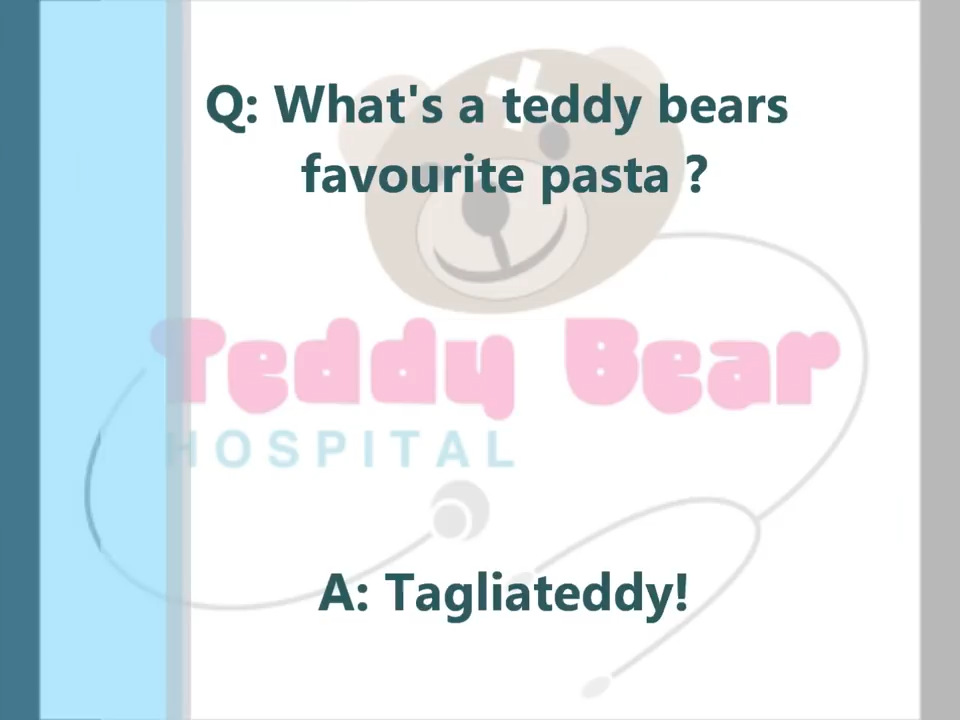 Q: What's a teddy bears
favourite pasta ?
Teddy Bear
HOSPITAL
A: Tagliateddy!